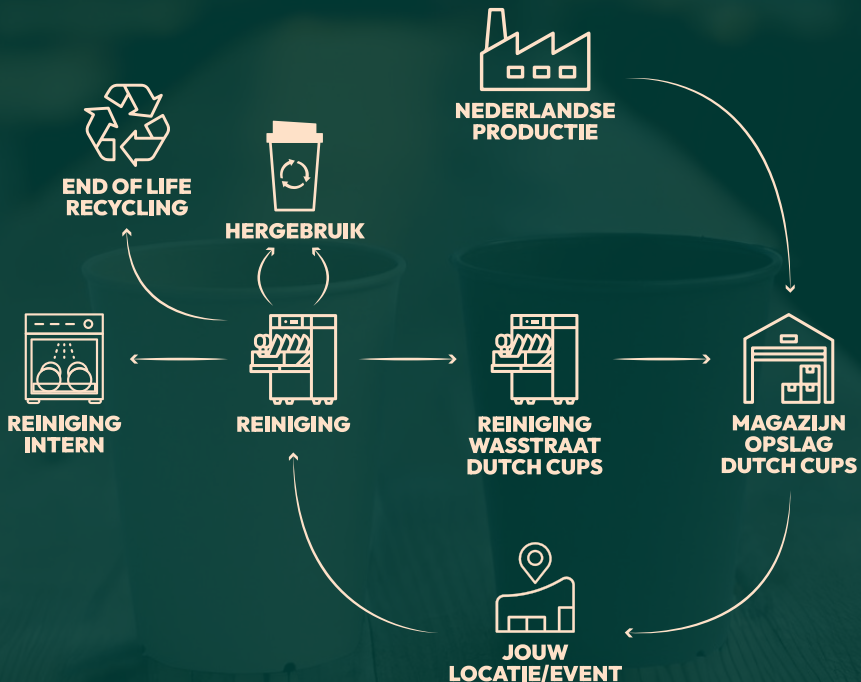 NEDERLANDSE
PRODUCTIE
END OF LIFE
RECYCLING
HERGEBRUIK
REINIGING
INTERN
REINIGING
REINIGING
WASSTRAAT
DUTCH CUPS
MAGAZIJN
OPSLAG
DUTCH CUPS
JOUW
LOCATIE/EVENT